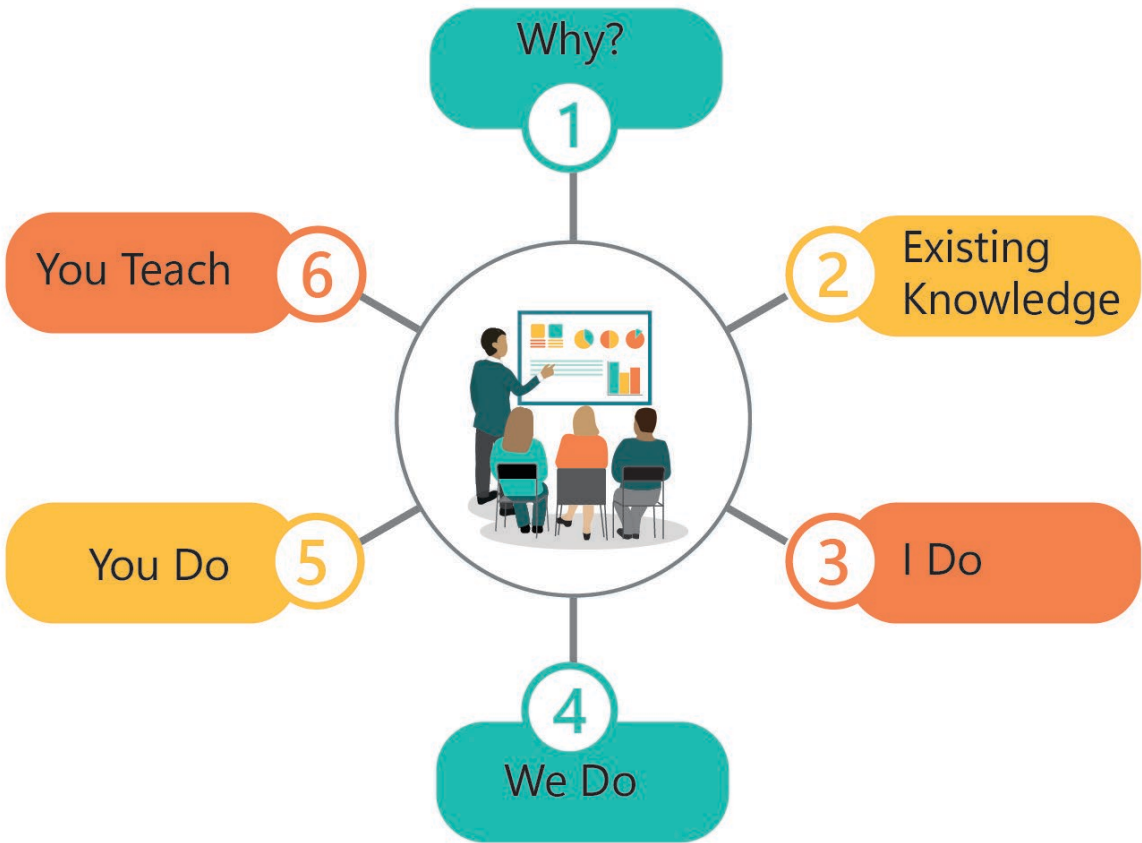 Why?
1
2
Existing
Knowledge
3
I Do
4
We Do
5
You Do
6
You Teach